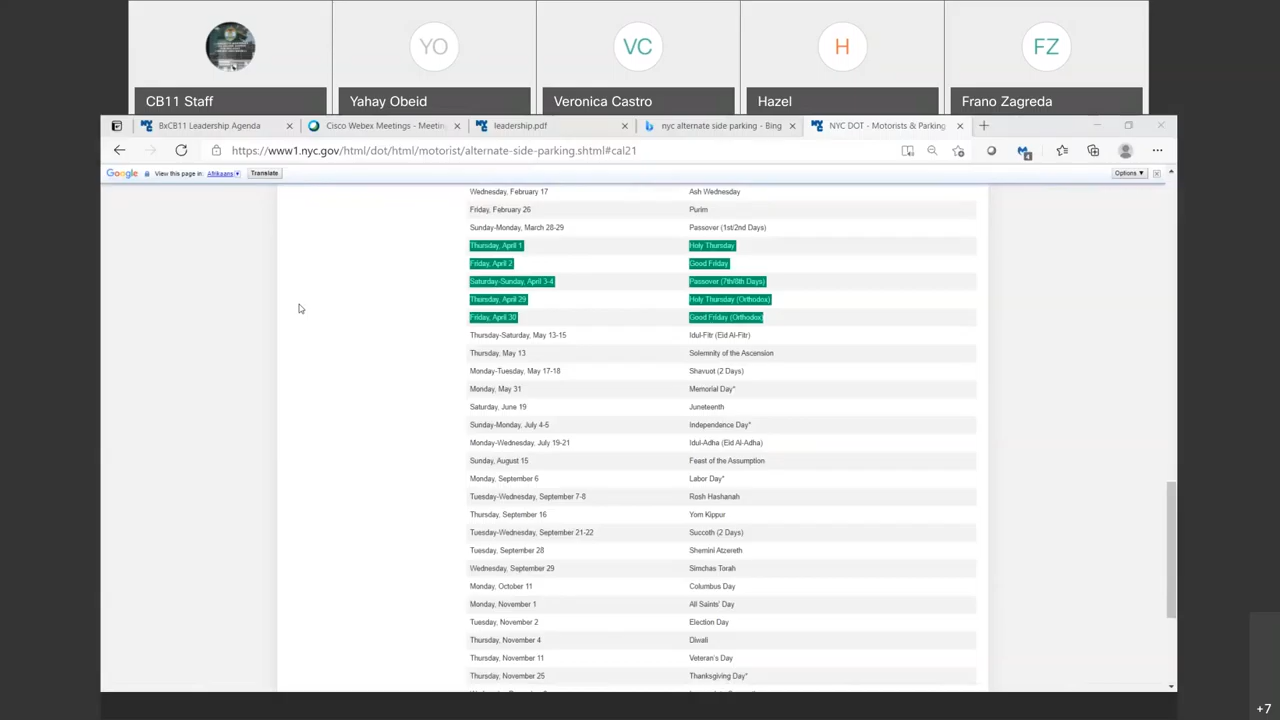 YO
VC
H
FZ
CB11 Staff
Yahay Obeid
Veronica Castro
Hazel
Frano Zagreda
BxCB11 Leadership Agenda
Cisco Webex Meetings - Meetin
leadership.pdf
nyc alternate side parking - Bing
NYC DOT - Motorists & Parking
https://www1.nyc.gov/html/dot/html/motorist/alternate-side-parking.shtml#cal21
Google View this page in: Afrikaans Translate Options ▼
Wednesday, February 17 Ash Wednesday
Friday, February 26 Purim
Sunday-Monday, March 28-29 Passover (1st/2nd Days)
Thursday, April 1 Holy Thursday
Friday, April 2 Good Friday
Saturday-Sunday, April 3-4 Passover (7th/8th Days)
Thursday, April 29 Holy Thursday (Orthodox)
Friday, April 30 Good Friday (Orthodox)
Thursday-Saturday, May 13-15 Idul-Fitr (Eid Al-Fitr)
Thursday, May 13 Solemnity of the Ascension
Monday-Tuesday, May 17-18 Shavuot (2 Days)
Monday, May 31 Memorial Day*
Saturday, June 19 Juneteenth
Sunday-Monday, July 4-5 Independence Day*
Monday-Wednesday, July 19-21 Idul-Adha (Eid Al-Adha)
Sunday, August 15 Feast of the Assumption
Monday, September 6 Labor Day*
Tuesday-Wednesday, September 7-8 Rosh Hashanah
Thursday, September 16 Yom Kippur
Tuesday-Wednesday, September 21-22 Succoth (2 Days)
Tuesday, September 28 Shemini Atzereth
Wednesday, September 29 Simchas Torah
Monday, October 11 Columbus Day
Monday, November 1 All Saints' Day
Tuesday, November 2 Election Day
Thursday, November 4 Diwali
Thursday, November 11 Veteran's Day
Thursday, November 25 Thanksgiving Day*
+7